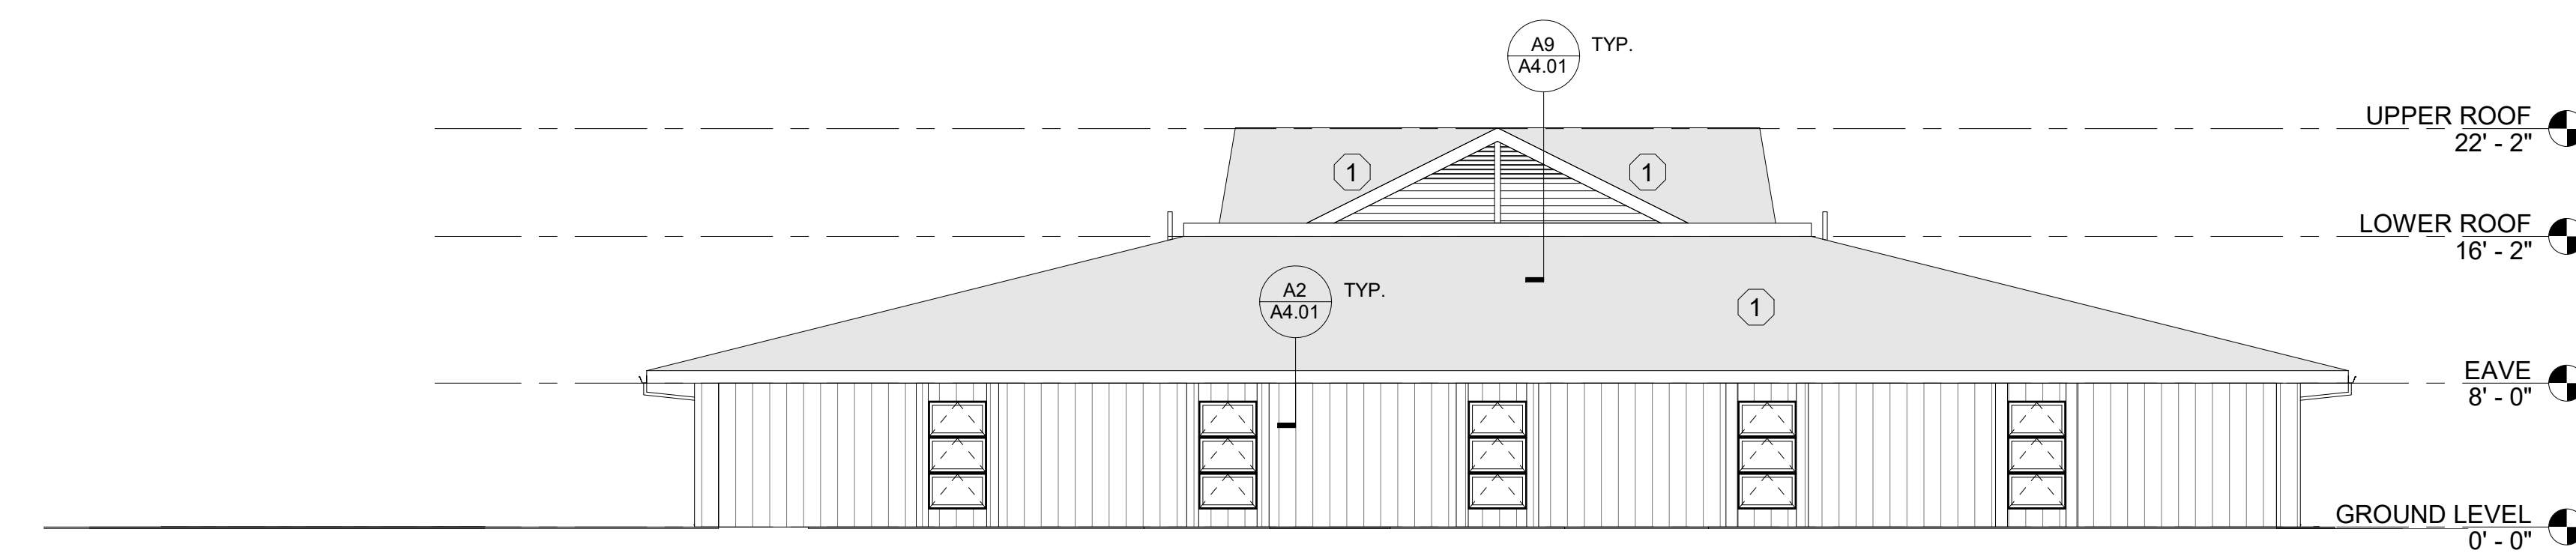 A9 TYP.
A4.01
UPPER ROOF
22' - 2"
1 1
LOWER ROOF
16' - 2"
A2 TYP.
A4.01
1
EAVE
8' - 0"
GROUND LEVEL
0' - 0"